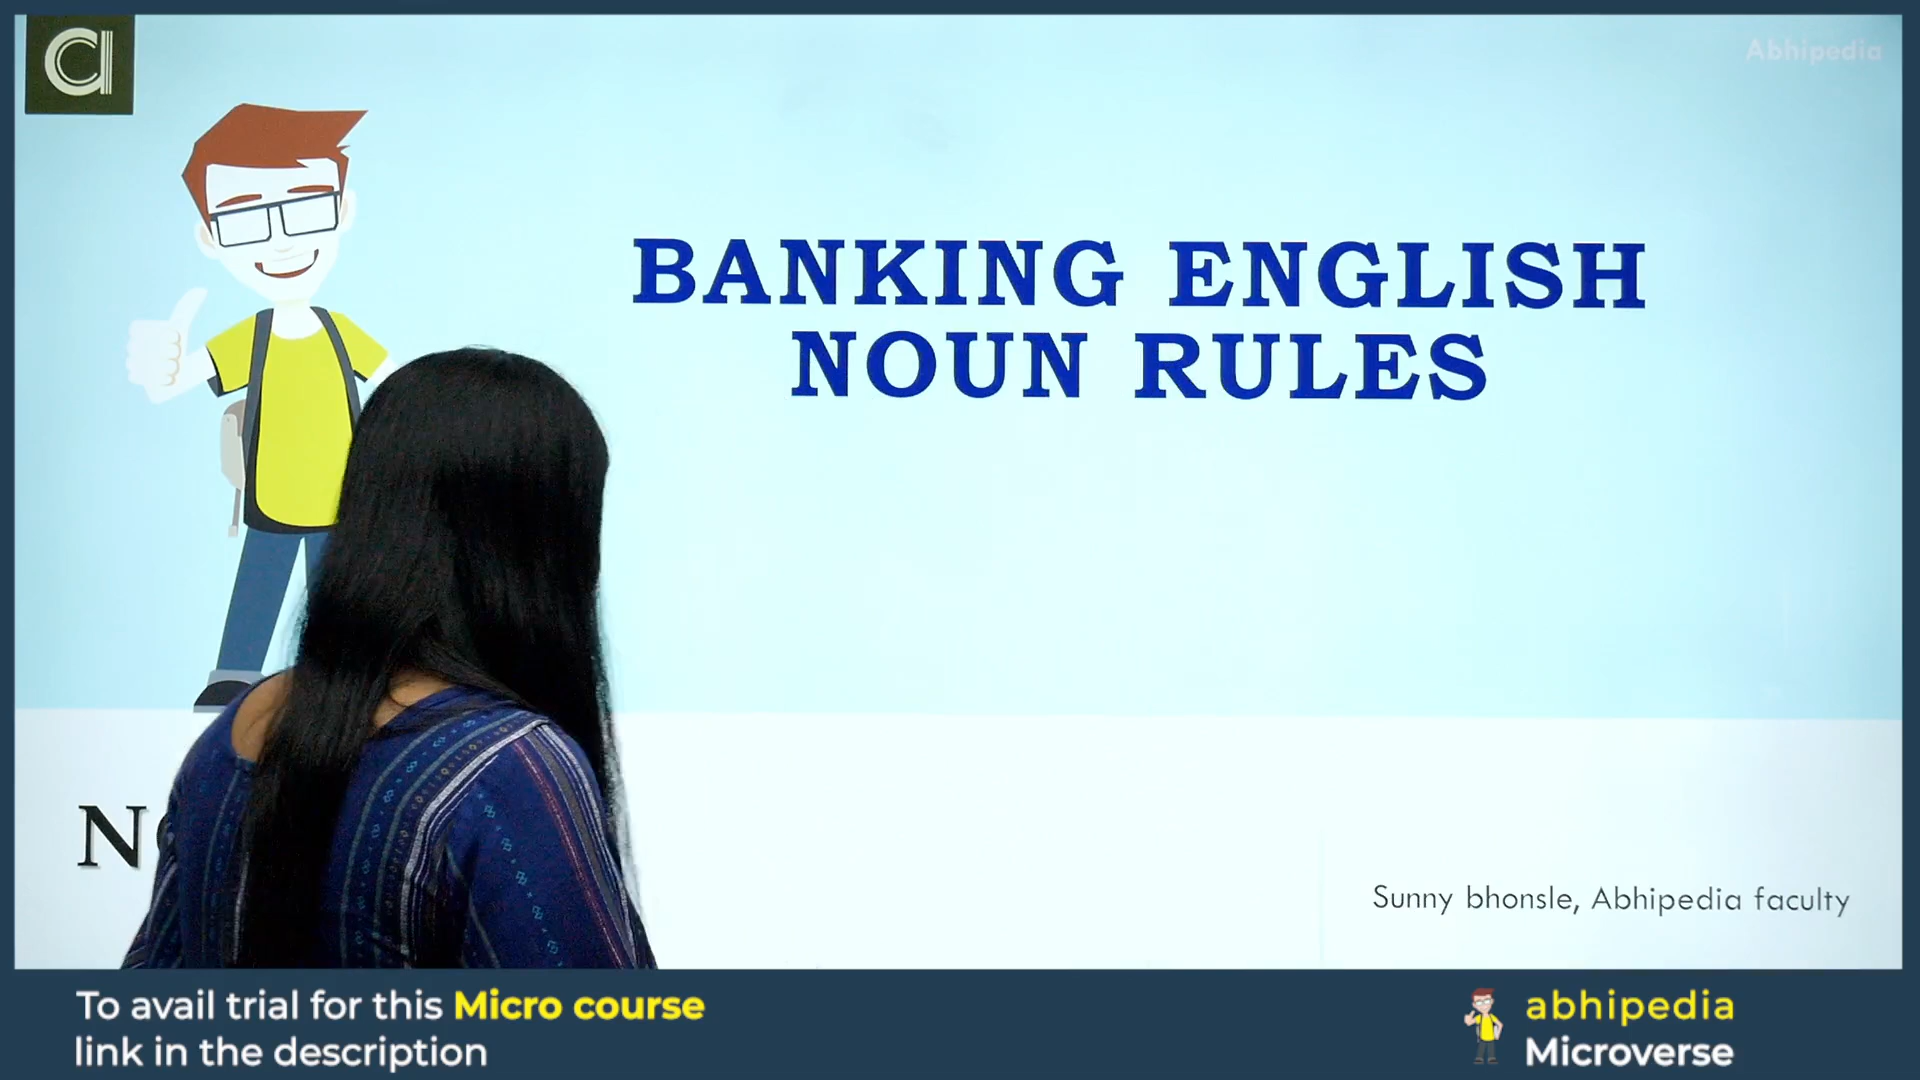 Abhipedia
BANKING ENGLISH
NOUN RULES
Sunny bhonsle, Abhipedia faculty
To avail trial for this Micro course
link in the description
abhipedia
Microverse